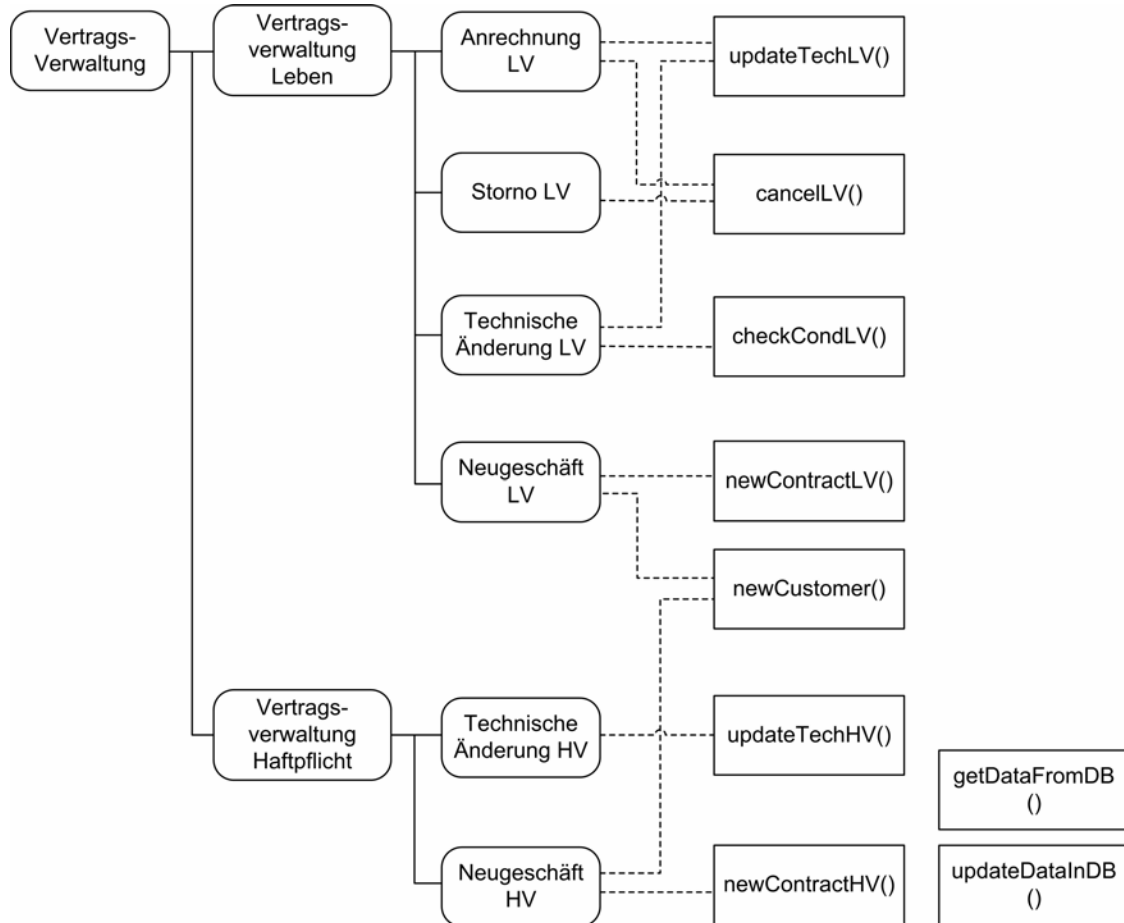 Vertrags-
Verwaltung
Vertrags-
verwaltung
Leben
Anrechnung
LV
updateTechLV()
Storno LV
cancelLV()
Technische
Änderung LV
checkCondLV()
Neugeschäft
LV
newContractLV()
newCustomer()
Vertrags-
verwaltung
Haftpflicht
Technische
Änderung HV
updateTechHV()
getDataFromDB
()
Neugeschäft
HV
newContractHV()
updateDataInDB
()